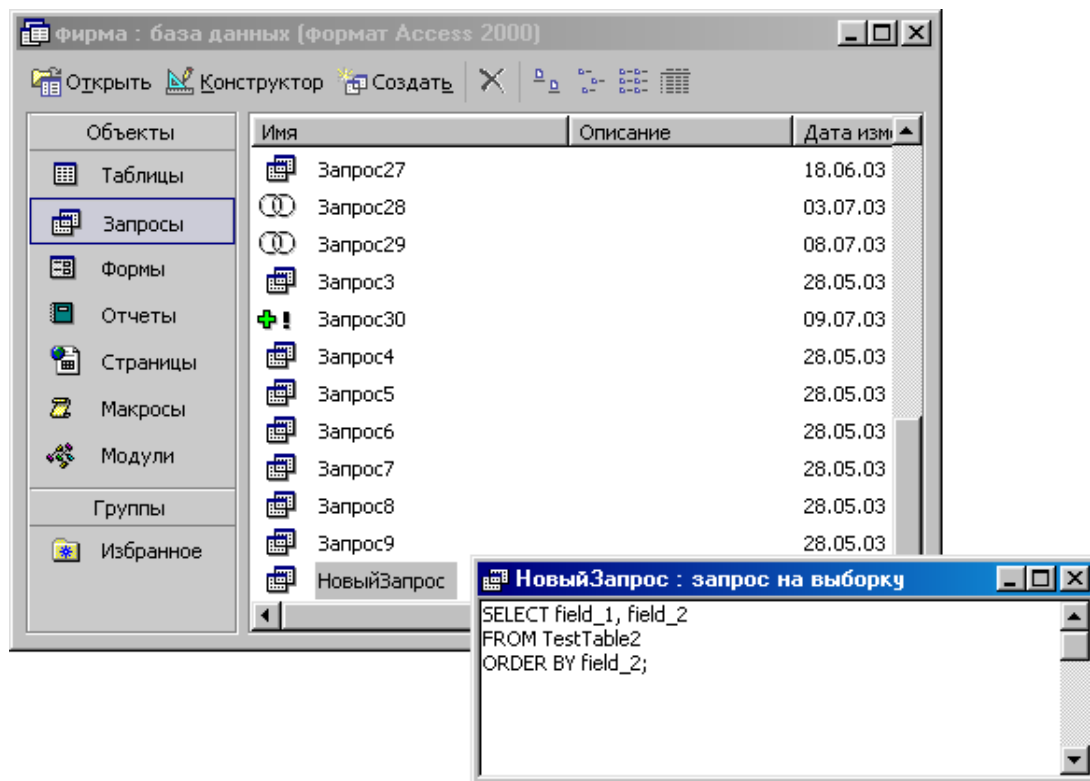 фирма : база данных (формат Access 2000)
Открыть Конструктор Создать
Объекты
Таблицы
Запросы
Формы
Отчеты
Страницы
Макросы
Модули
Группы
Избранное
Имя Описание Дата изм
Запрос27 18.06.03
Запрос28 03.07.03
Запрос29 08.07.03
Запрос3 28.05.03
Запрос30 09.07.03
Запрос4 28.05.03
Запрос5 28.05.03
Запрос6 28.05.03
Запрос7 28.05.03
Запрос8 28.05.03
Запрос9 28.05.03
НовыйЗапрос
НовыйЗапрос : запрос на выборку
SELECT field_1, field_2
FROM TestTable2
ORDER BY field_2;